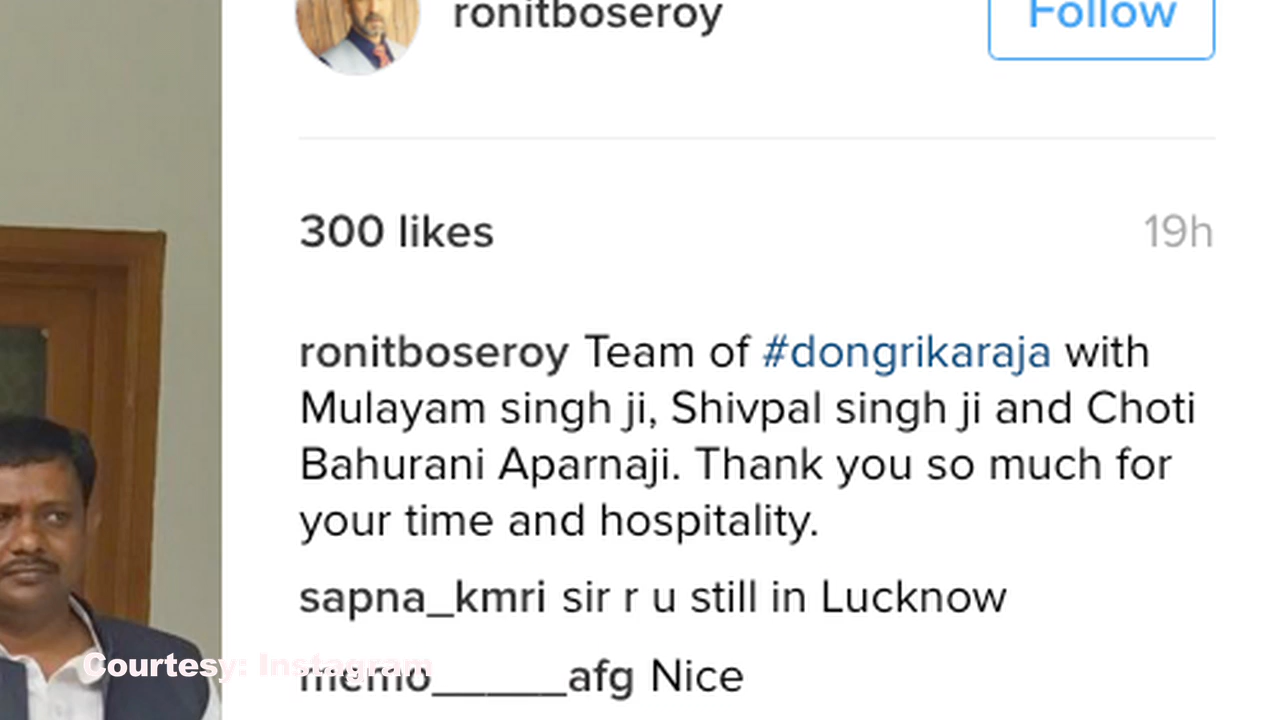 ronitboseroy
Follow
300 likes
19h
ronitboseroy Team of #dongrikaraja with
Mulayam singh ji, Shivpal singh ji and Choti
Bahurani Aparnaji. Thank you so much for
your time and hospitality.
sapna_kmri sir r u still in Lucknow
Courtesy: Instagram
memo_____afg Nice